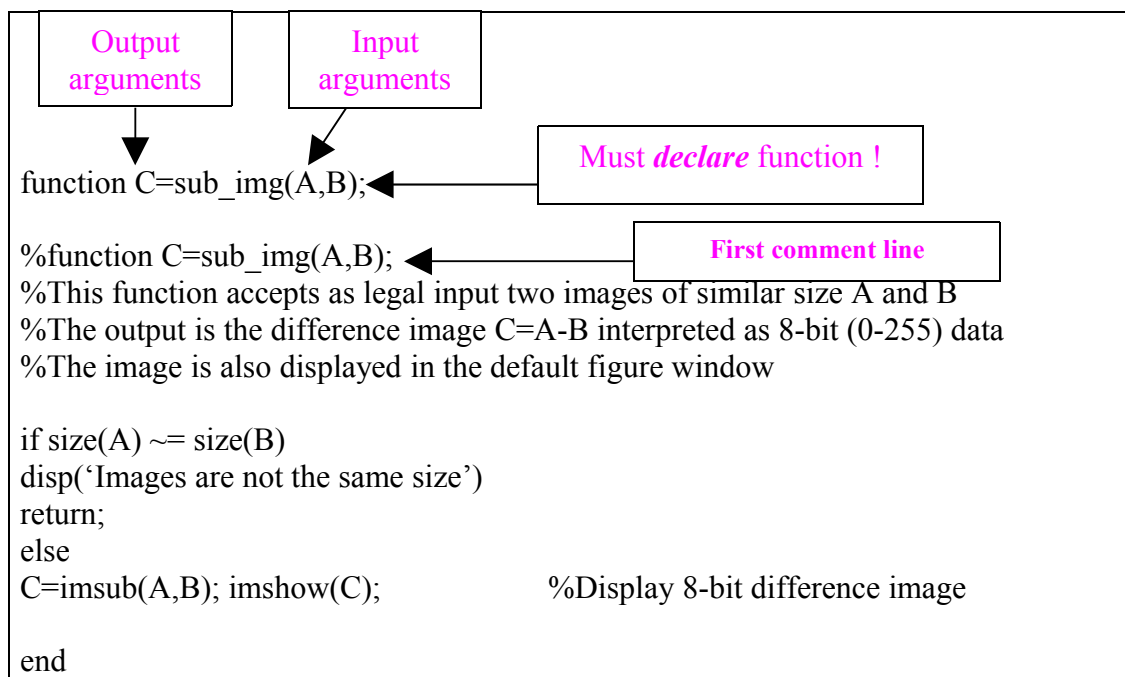 Output
arguments
Input
arguments
Must declare function !
function C=sub_img(A,B);
%function C=sub_img(A,B);
First comment line
%This function accepts as legal input two images of similar size A and B
%The output is the difference image C=A-B interpreted as 8-bit (0-255) data
%The image is also displayed in the default figure window
if size(A) ~= size(B)
disp(‘Images are not the same size’)
return;
else
C=imsub(A,B); imshow(C); %Display 8-bit difference image
end